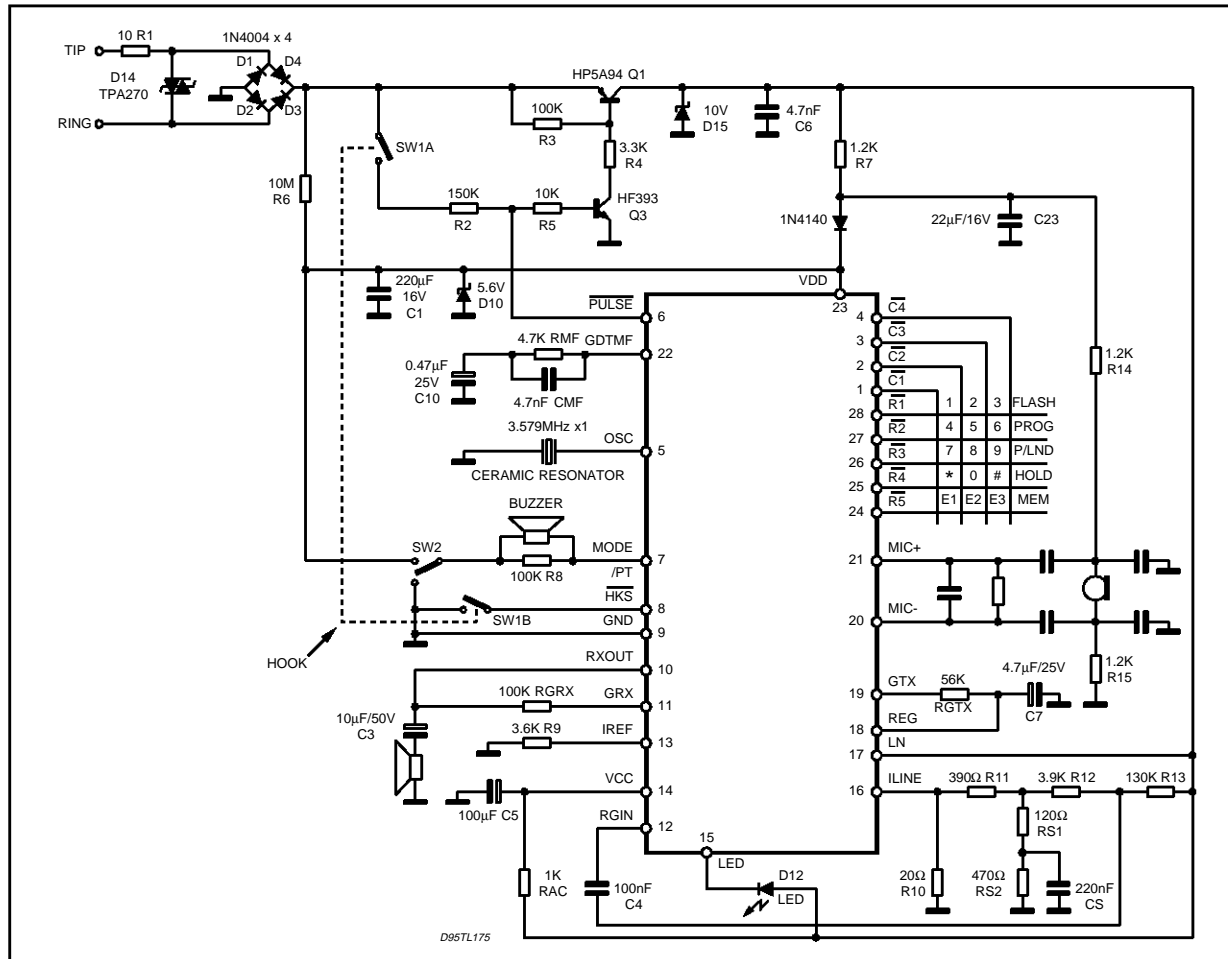 TIP
10 R1
1N4004 x 4
D1
D4
D14
TPA270
D2
D3
RING
HP5A94 Q1
100K
R3
10V
D15
4.7nF
C6
SW1A
3.3K
R4
1.2K
R7
10M
R6
150K
R2
10K
R5
HF393
Q3
1N4140
22µF/16V
C23
220µF
16V
C1
5.6V
D10
VDD
23
PULSE
6
4.7K RMF
GDTMF
22
0.47µF
25V
C10
4.7nF CMF
3.579MHz x1
OSC
5
CERAMIC RESONATOR
BUZZER
SW2
MODE
7
100K R8
/PT
HKS
8
SW1B
GND
9
HOOK
RXOUT
10
100K RGRX
GRX
11
10µF/50V
C3
3.6K R9
IREF
13
VCC
14
100µF C5
RGIN
12
15
LED
1K
RAC
100nF
C4
D12
LED
4
C4
3
C3
2
C2
1
C1
28
R1
1
2
3
FLASH
27
R2
4
5
6
PROG
26
R3
7
8
9
P/LND
25
R4
*
0
#
HOLD
24
R5
E1
E2
E3
MEM
1.2K
R14
21
MIC+
20
MIC-
1.2K
R15
19
GTX
56K
RGTX
4.7µF/25V
C7
18
REG
17
LN
16
ILINE
390Ω R11
3.9K R12
130K R13
120Ω
RS1
20Ω
R10
470Ω
RS2
220nF
CS
D95TL175